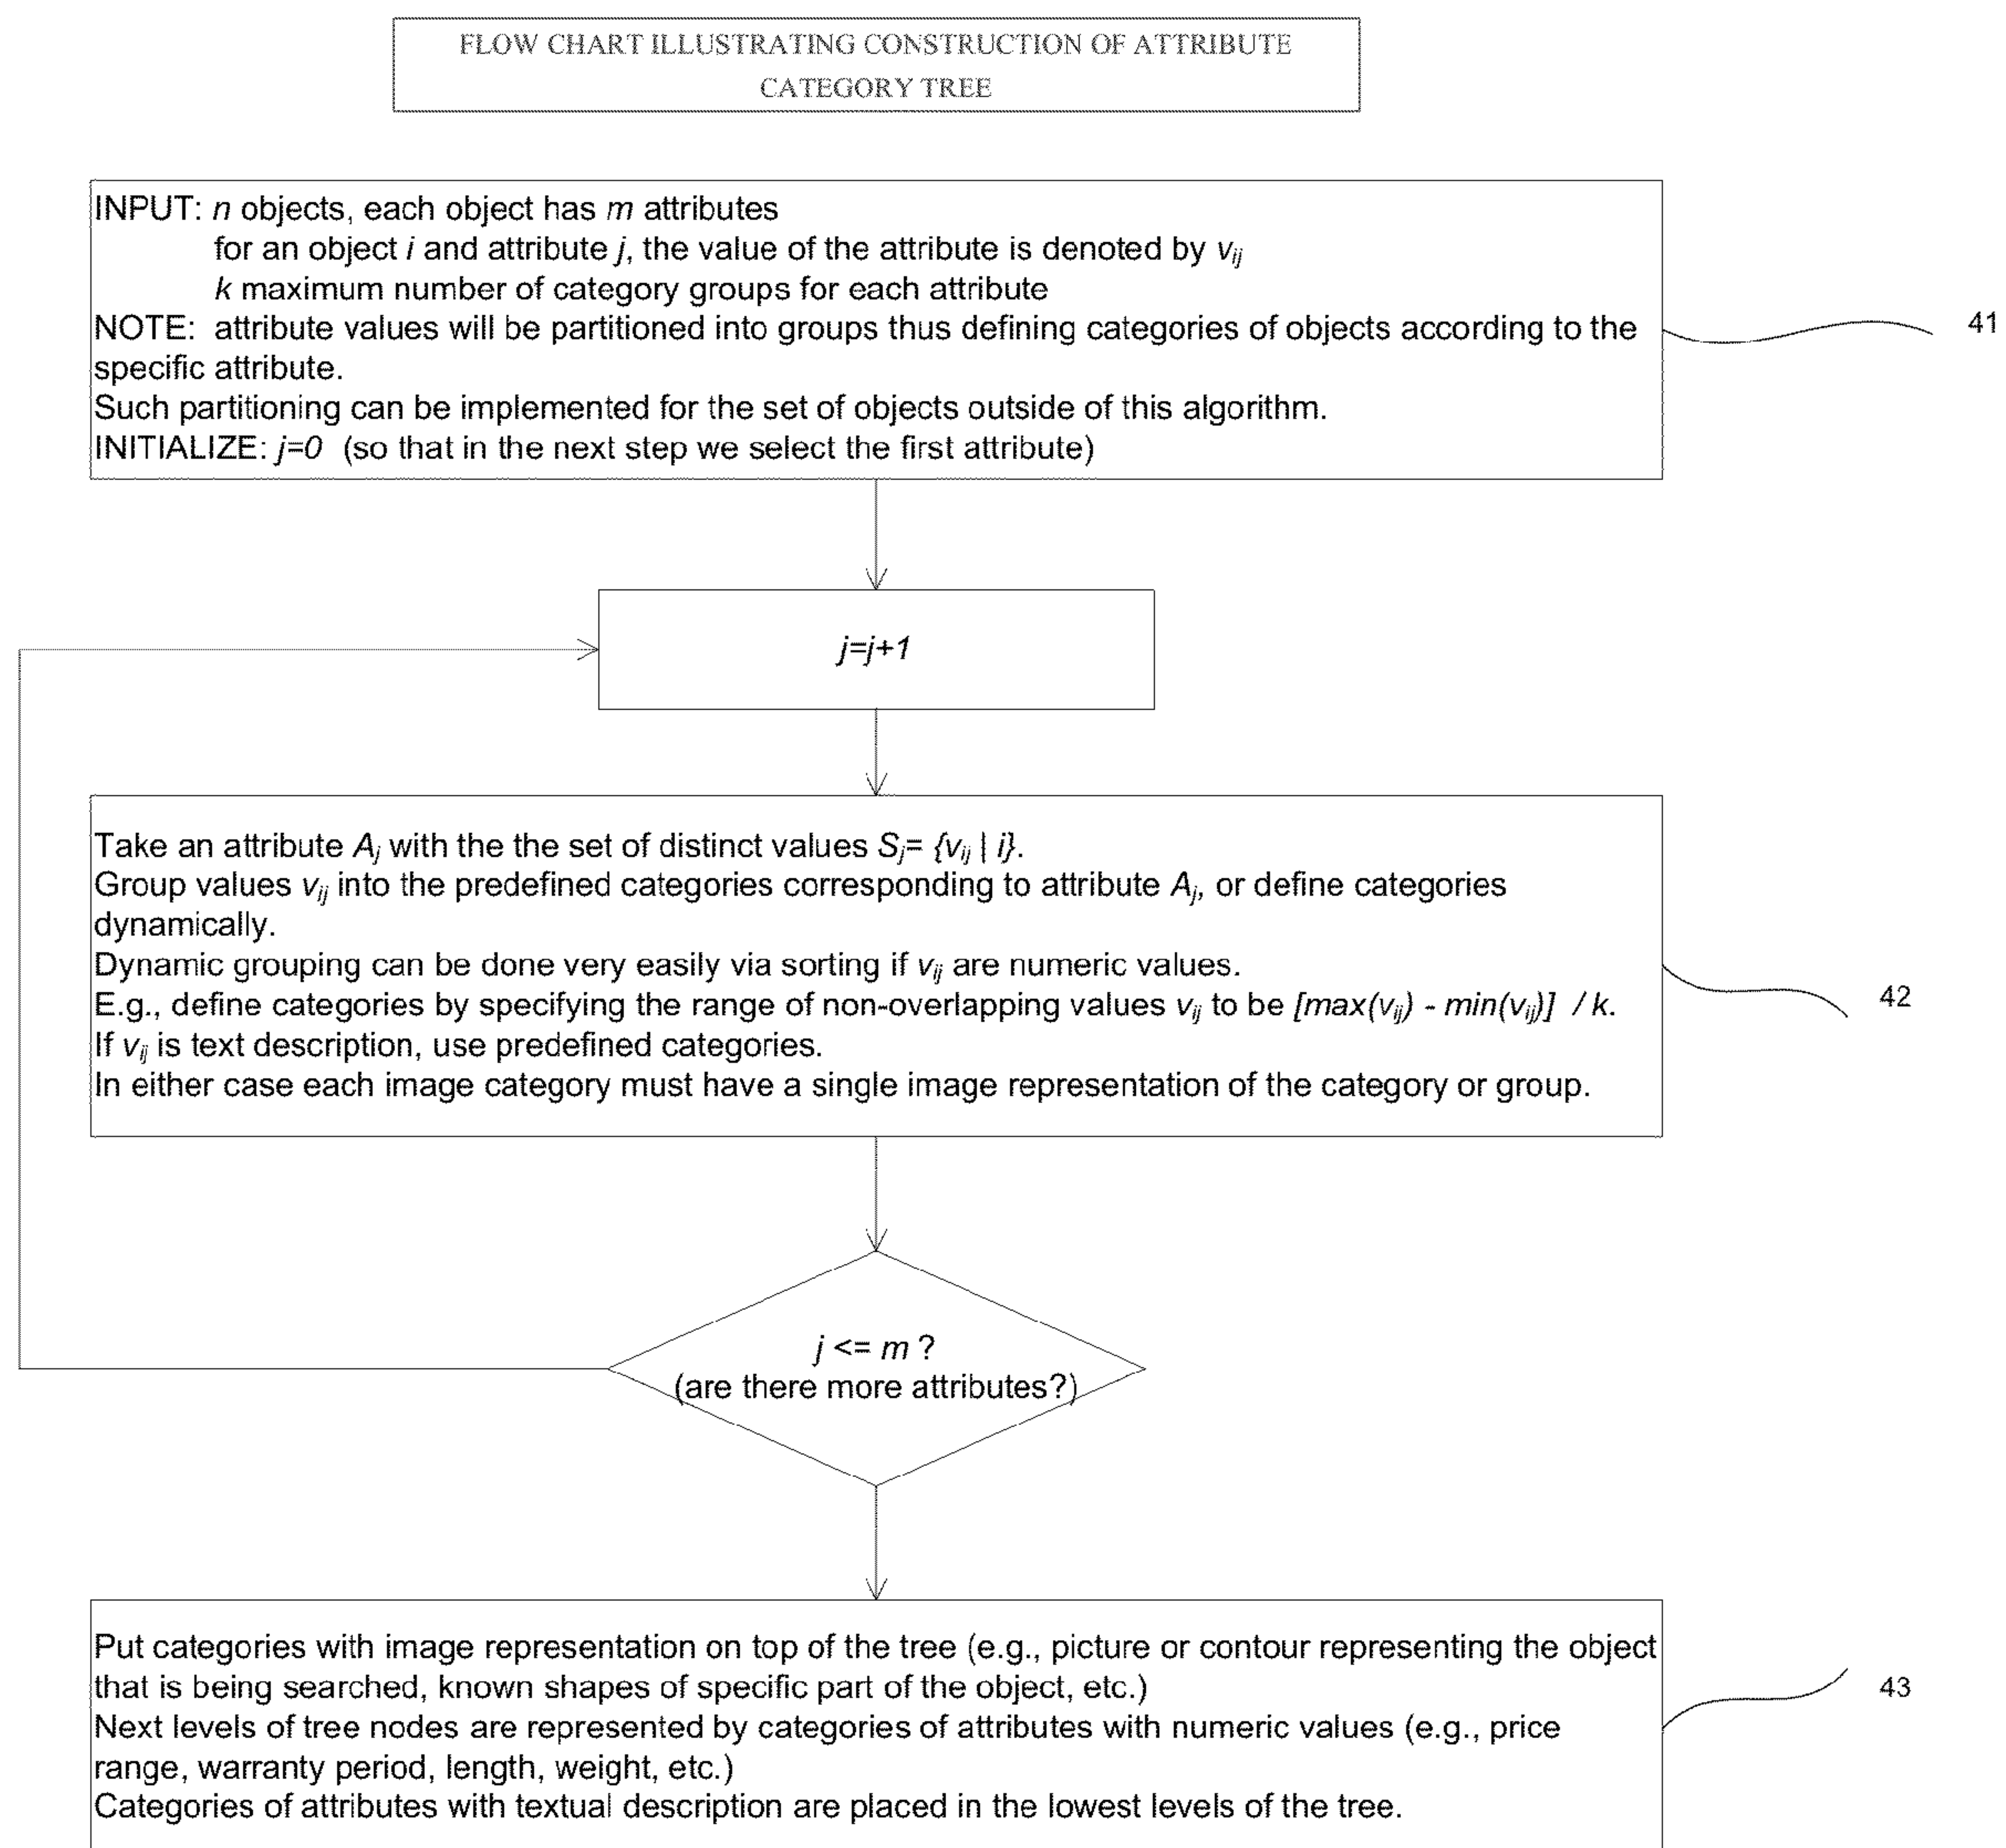 FLOW CHART ILLUSTRATING CONSTRUCTION OF ATTRIBUTE
CATEGORY TREE
INPUT: n objects, each object has m attributes
for an object i and attribute j, the value of the attribute is denoted by vij
k maximum number of category groups for each attribute
NOTE: attribute values will be partitioned into groups thus defining categories of objects according to the
specific attribute.
Such partitioning can be implemented for the set of objects outside of this algorithm.
INITIALIZE: j=0 (so that in the next step we select the first attribute)
41
j=j+1
Take an attribute Aj with the the set of distinct values Sj= {vij | i}.
Group values vij into the predefined categories corresponding to attribute Aj, or define categories
dynamically.
Dynamic grouping can be done very easily via sorting if vij are numeric values.
E.g., define categories by specifying the range of non-overlapping values vij to be [max(vij) - min(vij)] / k.
If vij is text description, use predefined categories.
In either case each image category must have a single image representation of the category or group.
42
j <= m ?
(are there more attributes?)
Put categories with image representation on top of the tree (e.g., picture or contour representing the object
that is being searched, known shapes of specific part of the object, etc.)
Next levels of tree nodes are represented by categories of attributes with numeric values (e.g., price
range, warranty period, length, weight, etc.)
Categories of attributes with textual description are placed in the lowest levels of the tree.
43